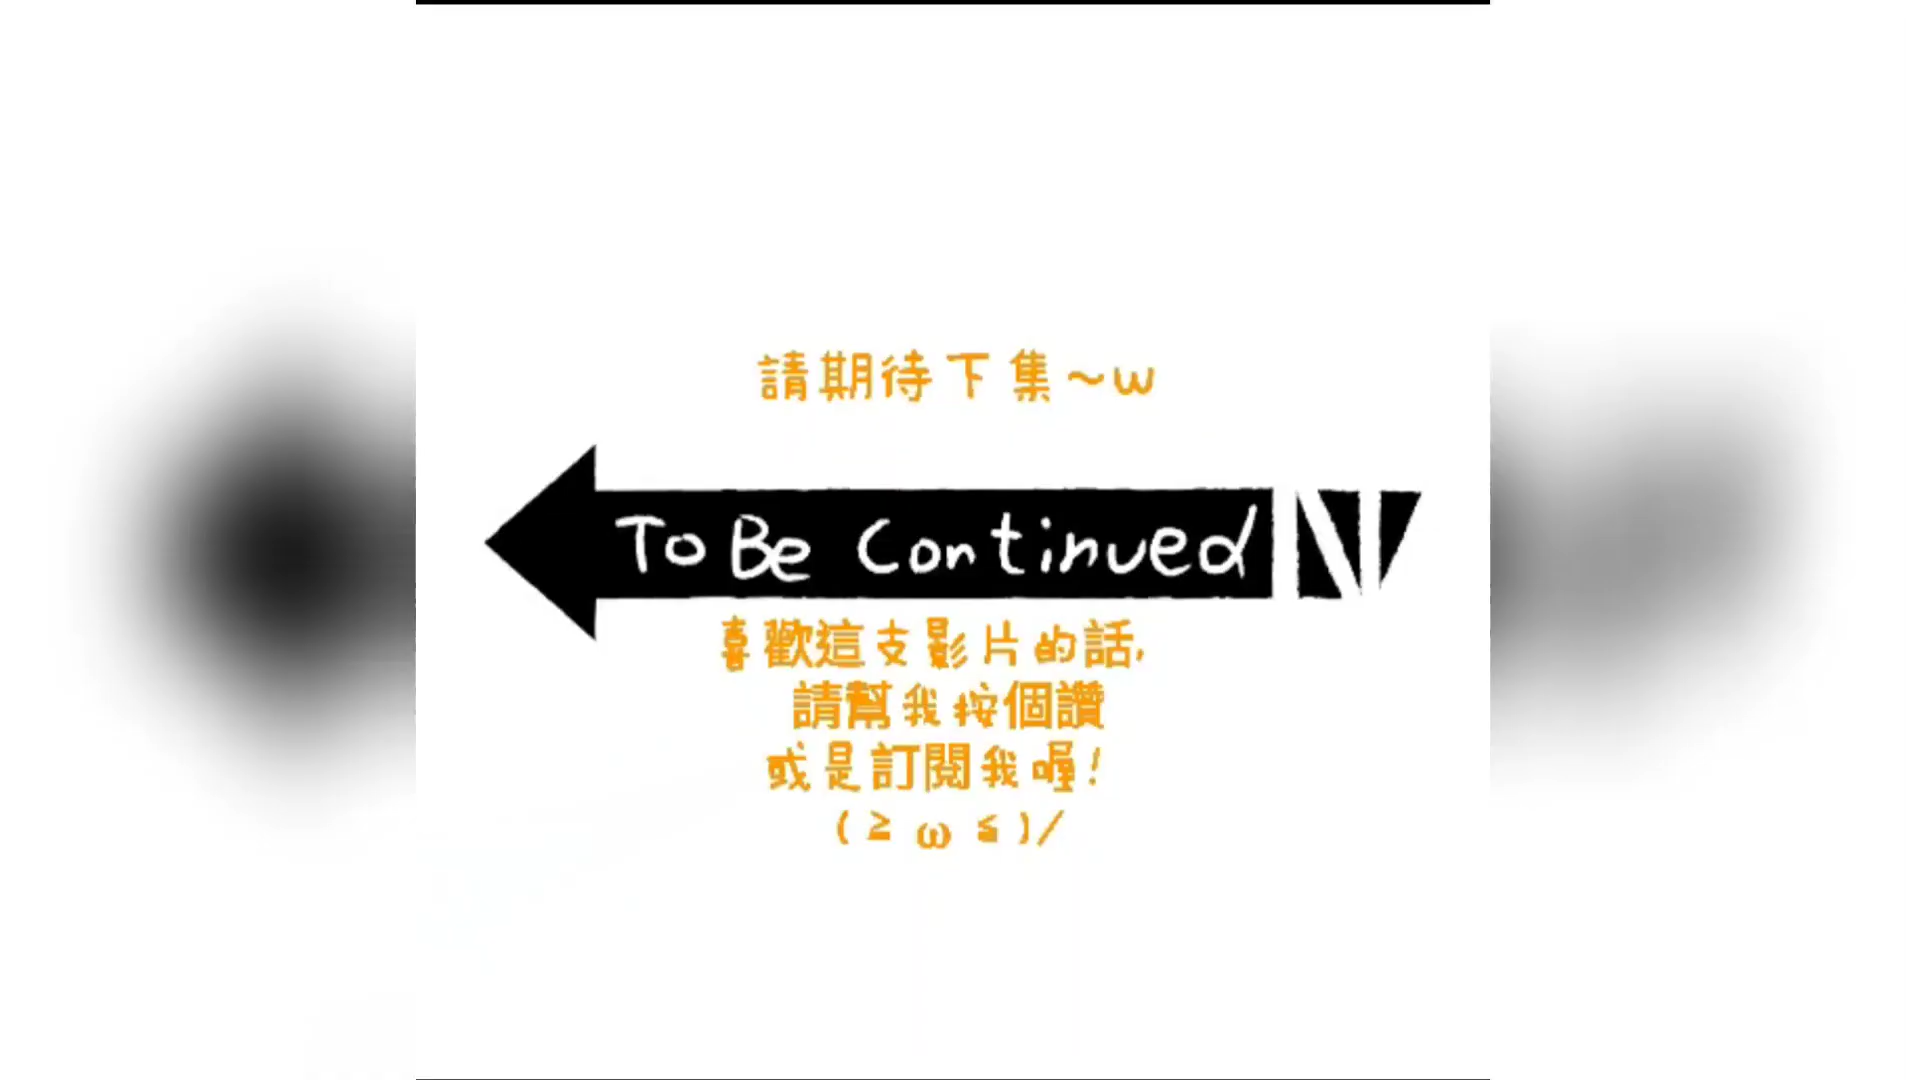 請期待下集~w
To Be Continued
喜歡這支影片的話,
請幫我按個讚
或是訂閱我喔!
(≧ω≦)/